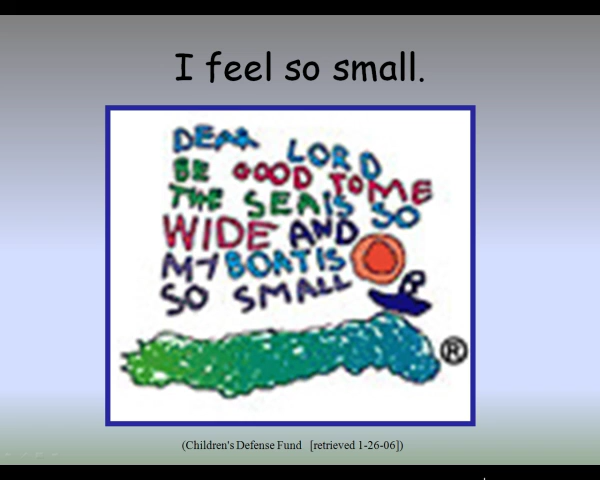 I feel so small.
DEAR LORD
BE GOOD TO ME
THE SEA IS SO
WIDE AND
MY BOAT IS
SO SMALL
®
(Children's Defense Fund [retrieved 1-26-06])